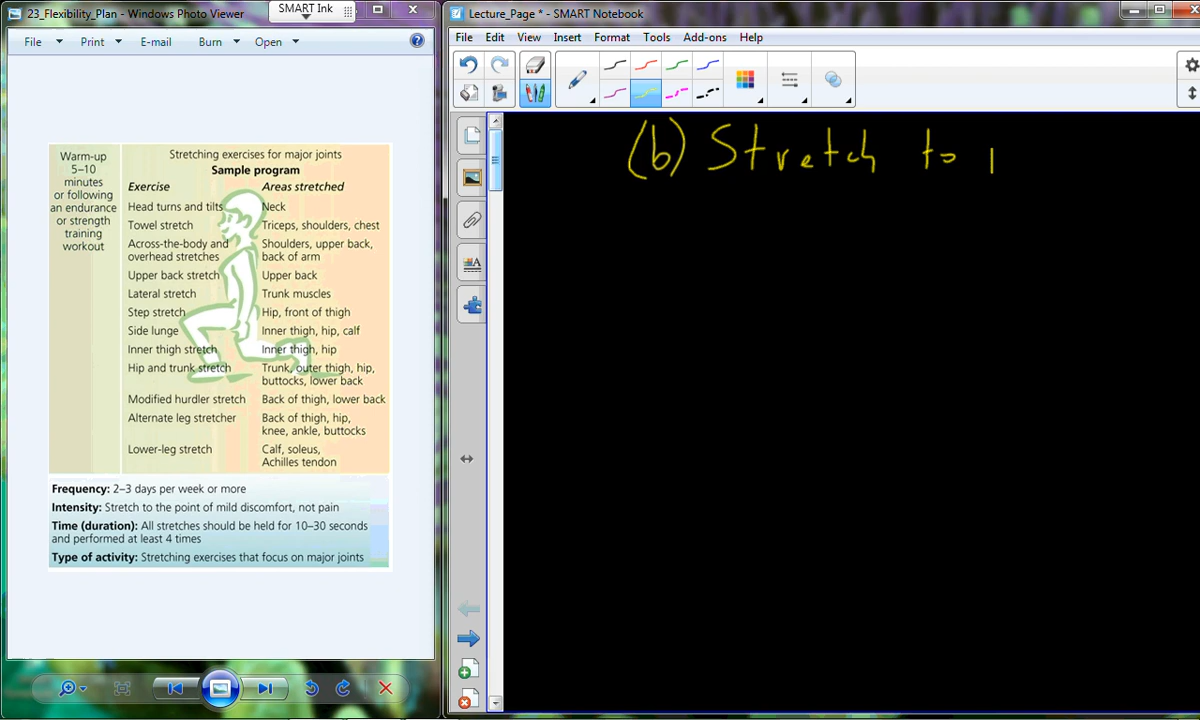 23_Flexibility_Plan - Windows Photo Viewer
SMART Ink
File Print E-mail Burn Open
Warm-up
5–10
minutes
or following
an endurance
or strength
training
workout
Stretching exercises for major joints
Sample program
Exercise Areas stretched
Head turns and tilts Neck
Towel stretch Triceps, shoulders, chest
Across-the-body and Shoulders, upper back,
overhead stretches back of arm
Upper back stretch Upper back
Lateral stretch Trunk muscles
Step stretch Hip, front of thigh
Side lunge Inner thigh, hip, calf
Inner thigh stretch Inner thigh, hip
Hip and trunk stretch Trunk, outer thigh, hip,
buttocks, lower back
Modified hurdler stretch Back of thigh, lower back
Alternate leg stretcher Back of thigh, hip,
knee, ankle, buttocks
Lower-leg stretch Calf, soleus,
Achilles tendon
Frequency: 2–3 days per week or more
Intensity: Stretch to the point of mild discomfort, not pain
Time (duration): All stretches should be held for 10–30 seconds
and performed at least 4 times
Type of activity: Stretching exercises that focus on major joints
Lecture_Page * - SMART Notebook
File Edit View Insert Format Tools Add-ons Help
(b) Stretch to